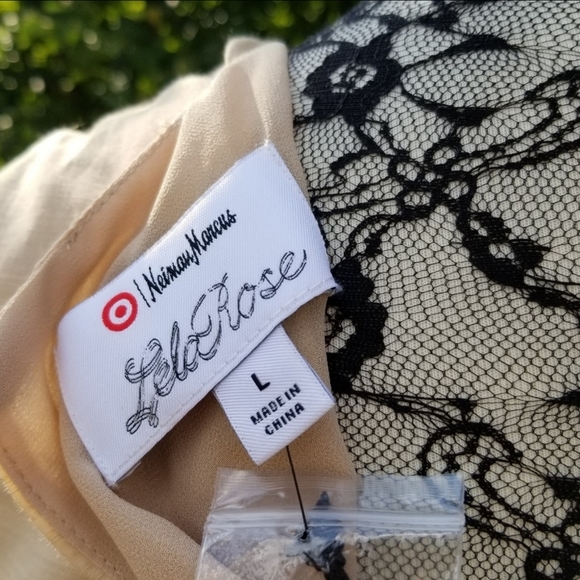 | Neiman Marcus
Lela Rose
L
MADE IN
CHINA